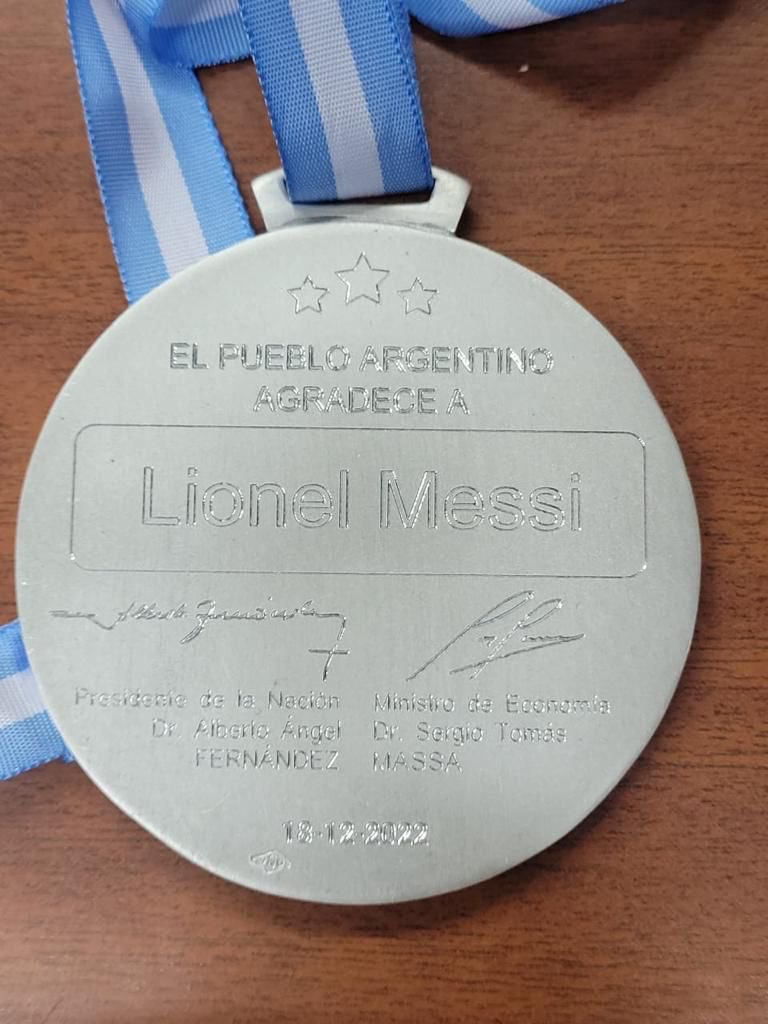 EL PUEBLO ARGENTINO
AGRADECE A
Lionel Messi
Presidente de la Nación
Dr. Alberto Ángel
FERNÁNDEZ
Ministro de Economía
Dr. Sergio Tomás
MASSA
18-12-2022